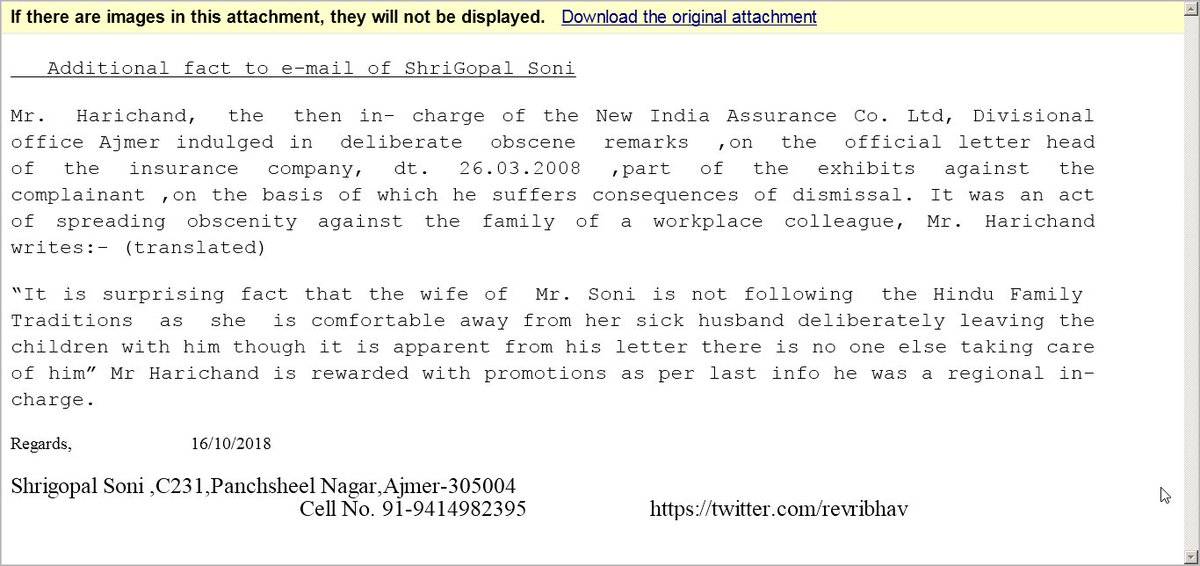 If there are images in this attachment, they will not be displayed. Download the original attachment
Additional fact to e-mail of ShriGopal Soni
Mr. Harichand, the then in- charge of the New India Assurance Co. Ltd, Divisional
office Ajmer indulged in deliberate obscene remarks ,on the official letter head
of the insurance company, dt. 26.03.2008 ,part of the exhibits against the
complainant ,on the basis of which he suffers consequences of dismissal. It was an act
of spreading obscenity against the family of a workplace colleague, Mr. Harichand
writes:- (translated)
“It is surprising fact that the wife of Mr. Soni is not following the Hindu Family
Traditions as she is comfortable away from her sick husband deliberately leaving the
children with him though it is apparent from his letter there is no one else taking care
of him” Mr Harichand is rewarded with promotions as per last info he was a regional in-
charge.
Regards, 16/10/2018
Shrigopal Soni ,C231,Panchsheel Nagar,Ajmer-305004
Cell No. 91-9414982395 https://twitter.com/revribhav